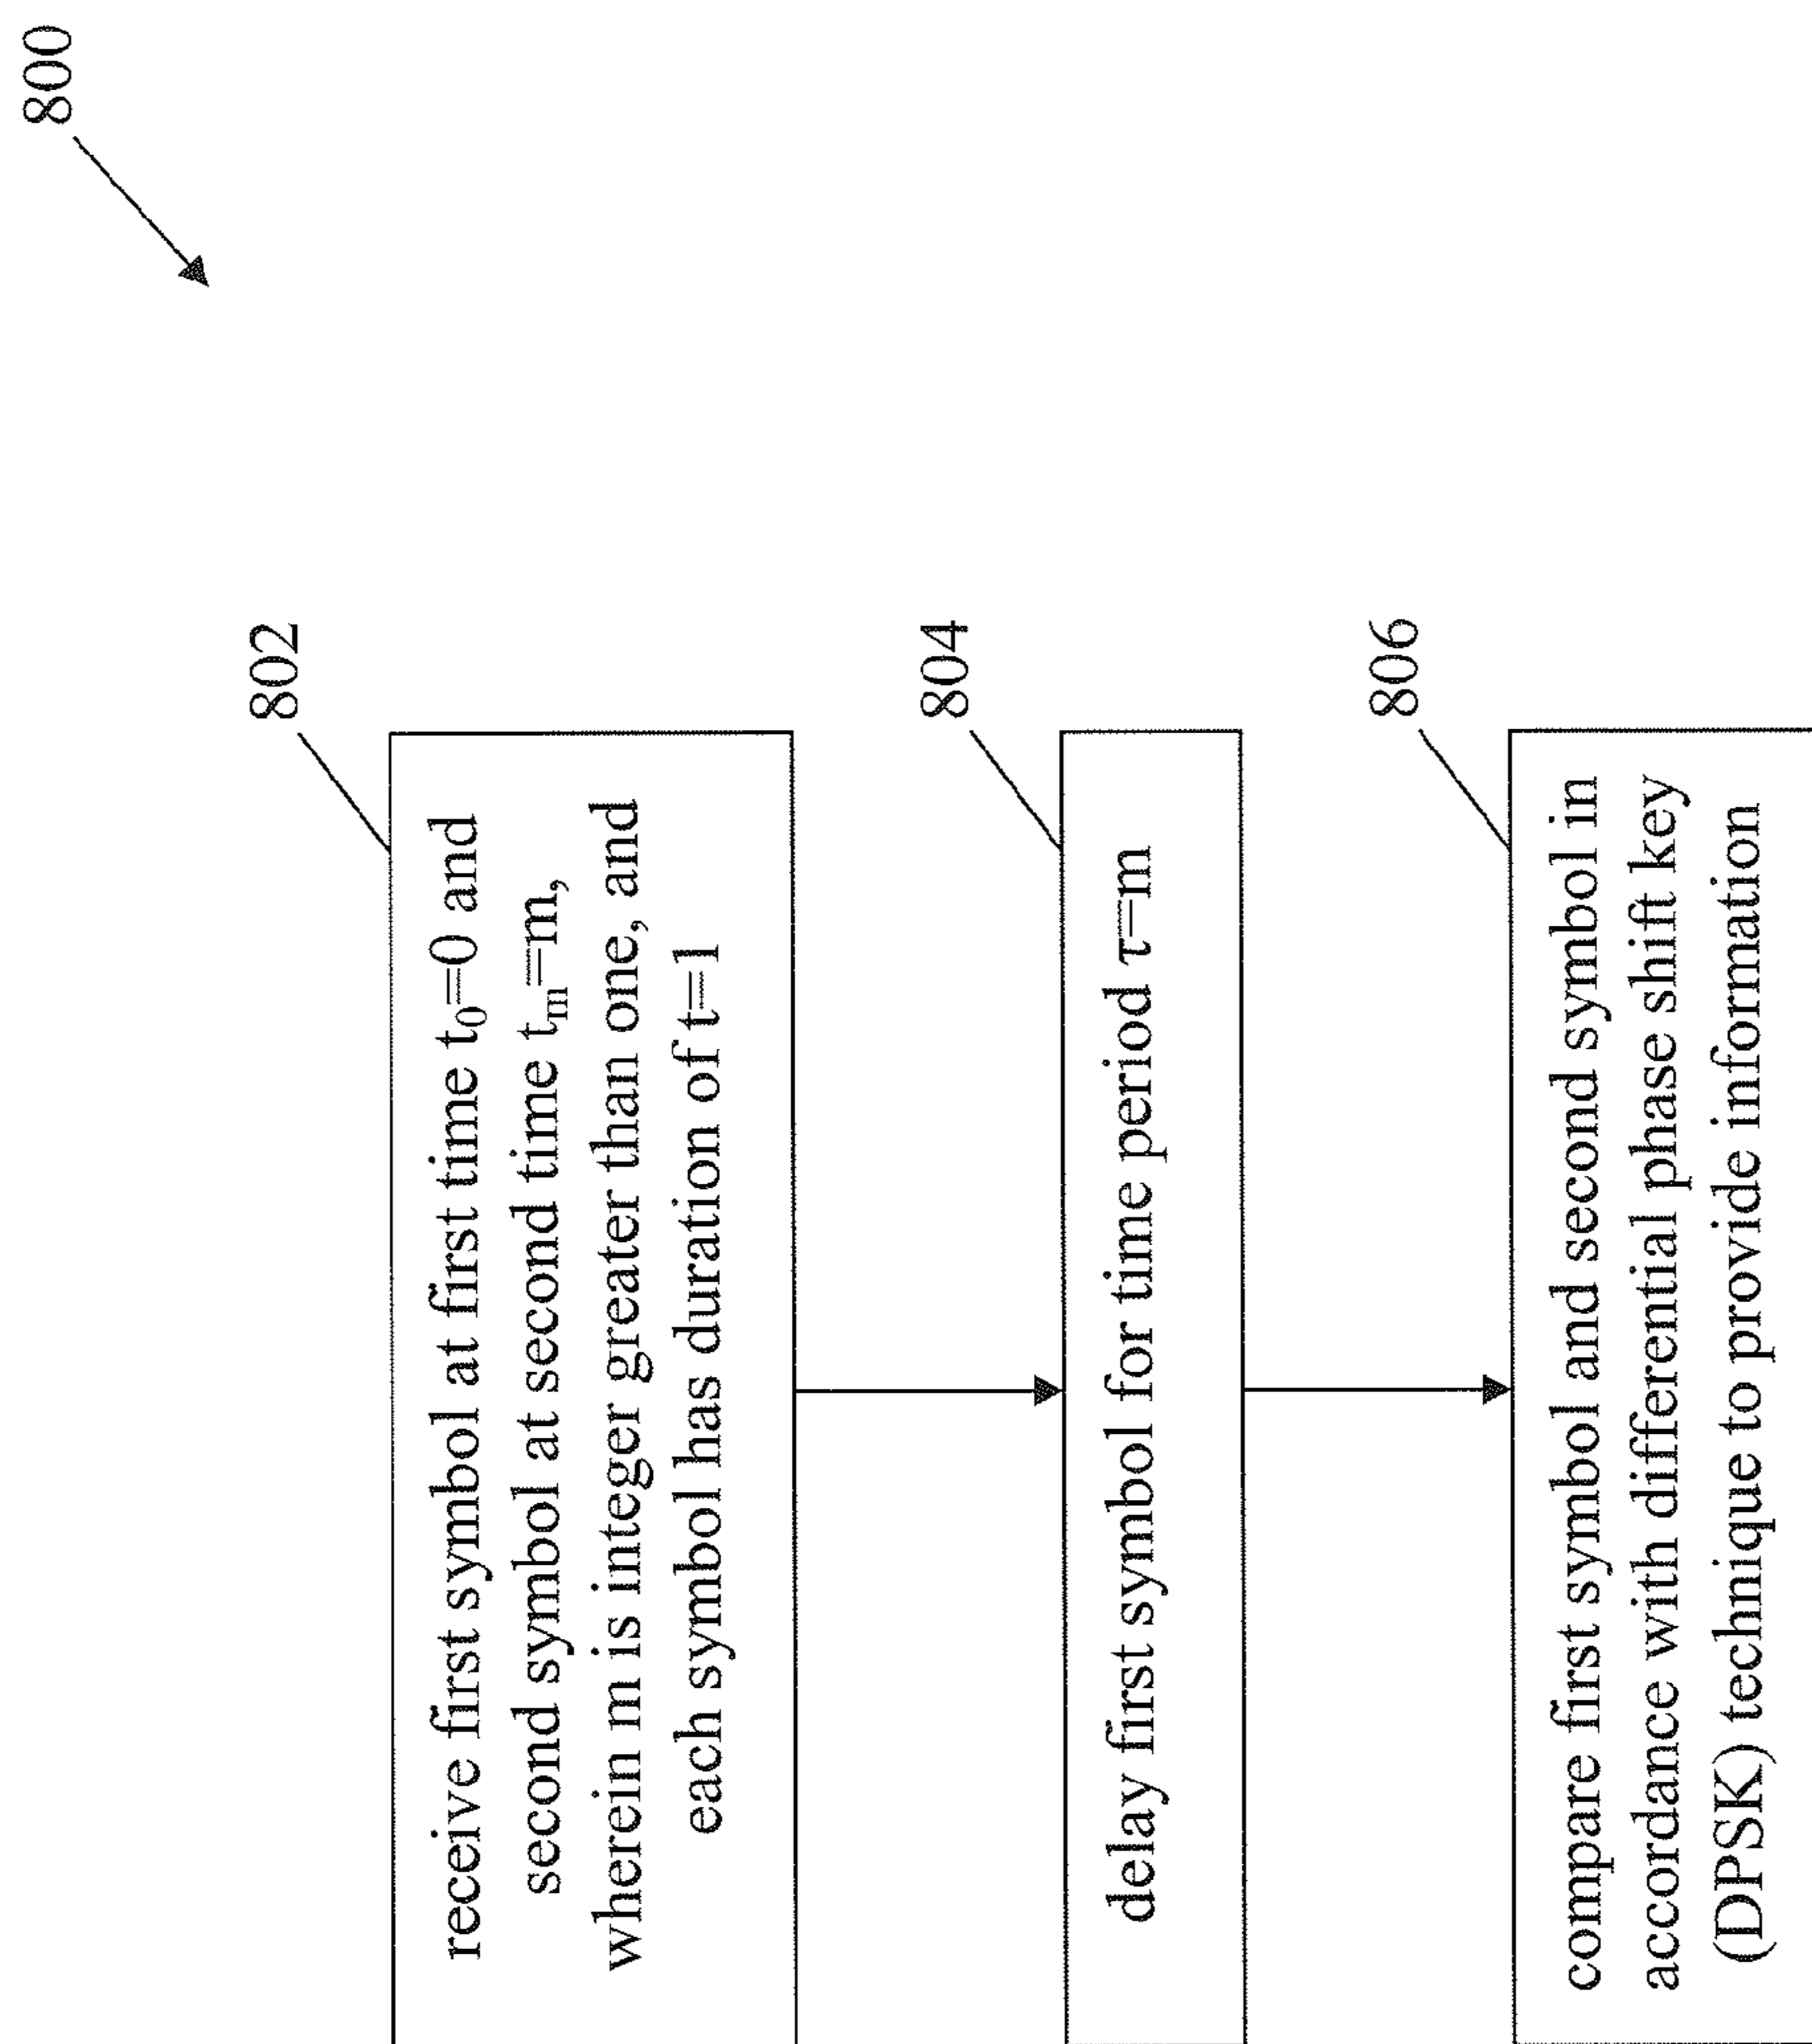 800
802
receive first symbol at first time t₀=0 and
second symbol at second time tₘ=m,
wherein m is integer greater than one, and
each symbol has duration of t=1
804
delay first symbol for time period τ=m
806
compare first symbol and second symbol in
accordance with differential phase shift key
(DPSK) technique to provide information